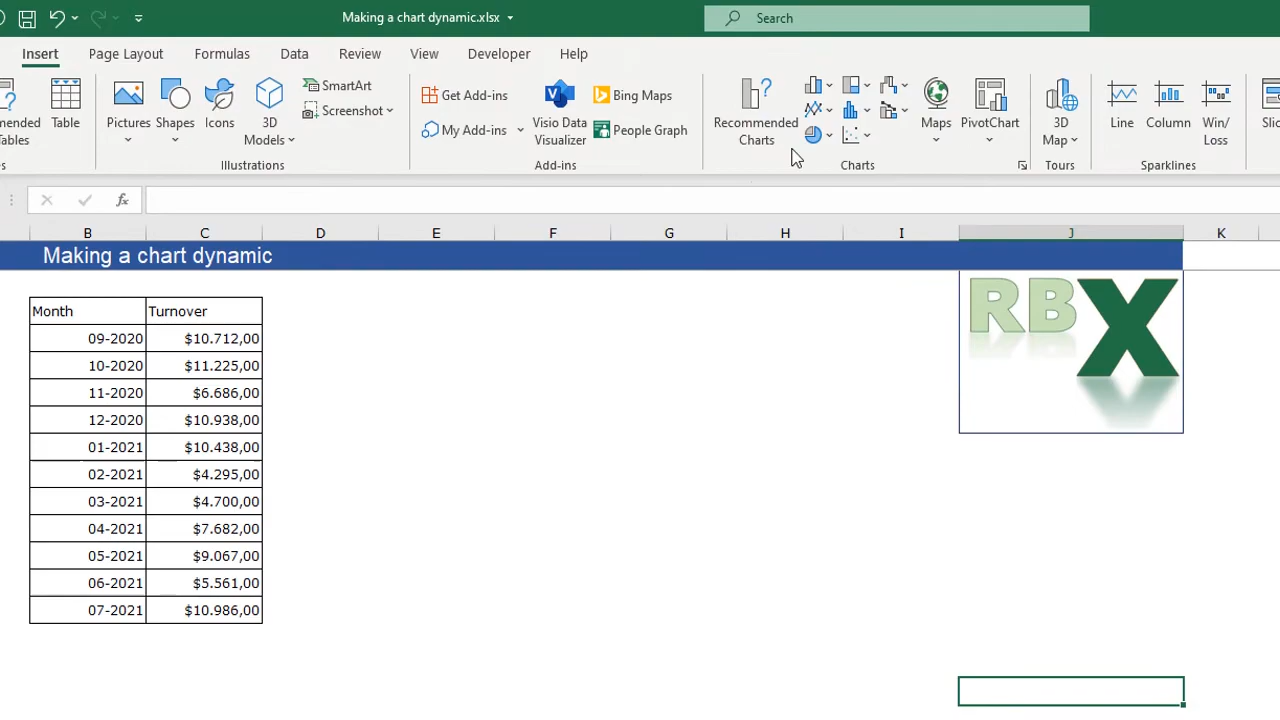 Making a chart dynamic.xlsx
Search
Insert Page Layout Formulas Data Review View Developer Help
Table
Pictures
Shapes
Icons
3D
Models
SmartArt
Screenshot
Illustrations
Get Add-ins
My Add-ins
Visio Data
Visualizer
Bing Maps
People Graph
Add-ins
Recommended
Charts
Maps
PivotChart
Charts
3D
Map
Tours
Line
Column
Win/
Loss
Sparklines
fx
B C D E F G H I J K
Making a chart dynamic
RBX
Month Turnover
09-2020 $10.712,00
10-2020 $11.225,00
11-2020 $6.686,00
12-2020 $10.938,00
01-2021 $10.438,00
02-2021 $4.295,00
03-2021 $4.700,00
04-2021 $7.682,00
05-2021 $9.067,00
06-2021 $5.561,00
07-2021 $10.986,00